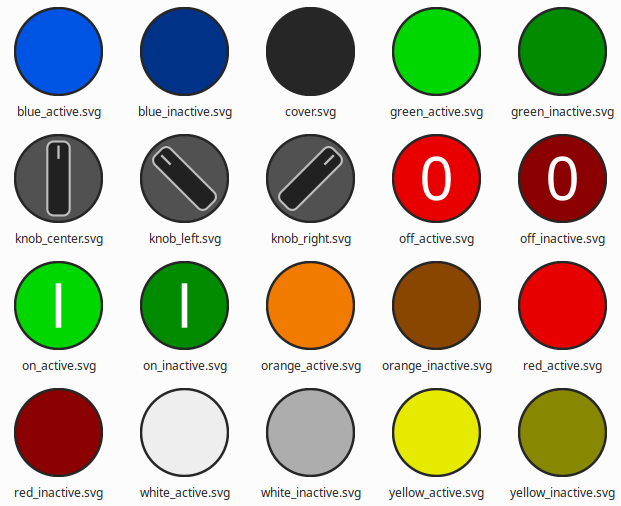 blue_active.svg
blue_inactive.svg
cover.svg
green_active.svg
green_inactive.svg
0
0
knob_center.svg
knob_left.svg
knob_right.svg
off_active.svg
off_inactive.svg
I
I
on_active.svg
on_inactive.svg
orange_active.svg
orange_inactive.svg
red_active.svg
red_inactive.svg
white_active.svg
white_inactive.svg
yellow_active.svg
yellow_inactive.svg